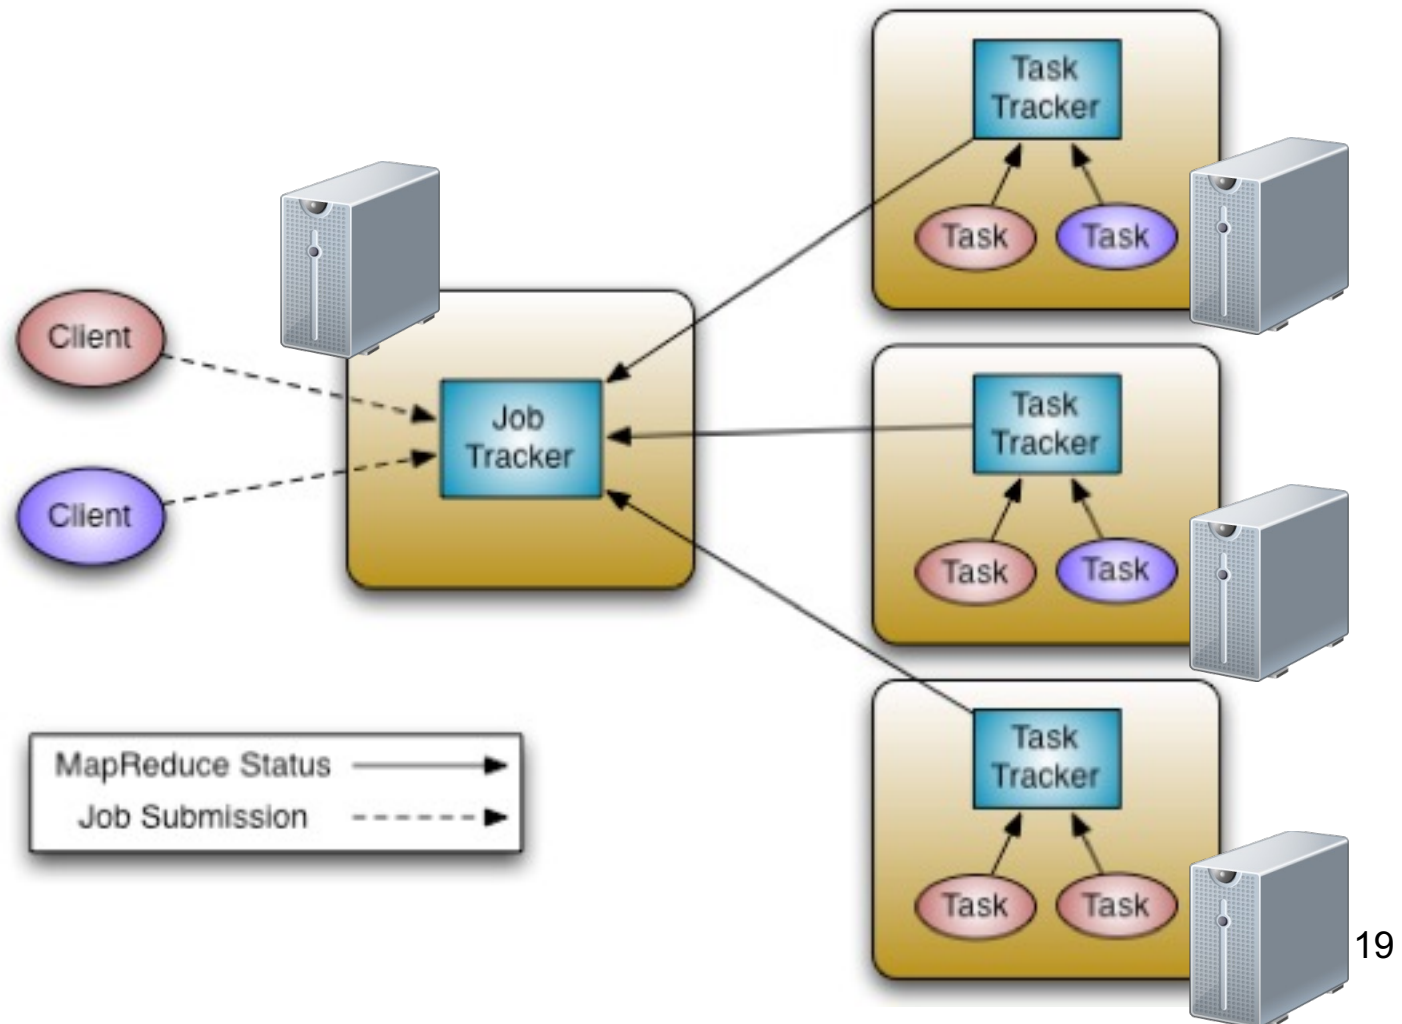 Client
Client
Job
Tracker
Task
Tracker
Task
Task
Task
Tracker
Task
Task
Task
Tracker
Task
Task
MapReduce Status
Job Submission
19